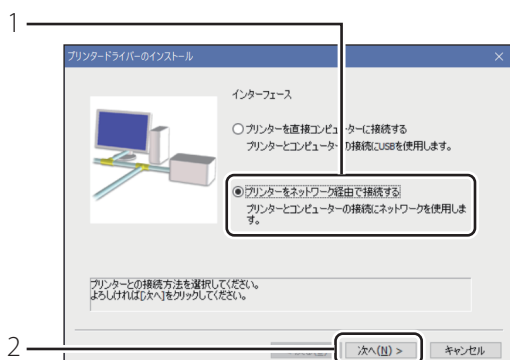 1
プリンタードライバーのインストール
インターフェース
プリンターを直接コンピューターに接続する
プリンターとコンピューターの接続にUSBを使用します。
プリンターをネットワーク経由で接続する
プリンターとコンピューターの接続にネットワークを使用しま
す。
プリンターとの接続方法を選択してください。
よろしければ[次へ]をクリックしてください。
2
次へ(N) >
キャンセル